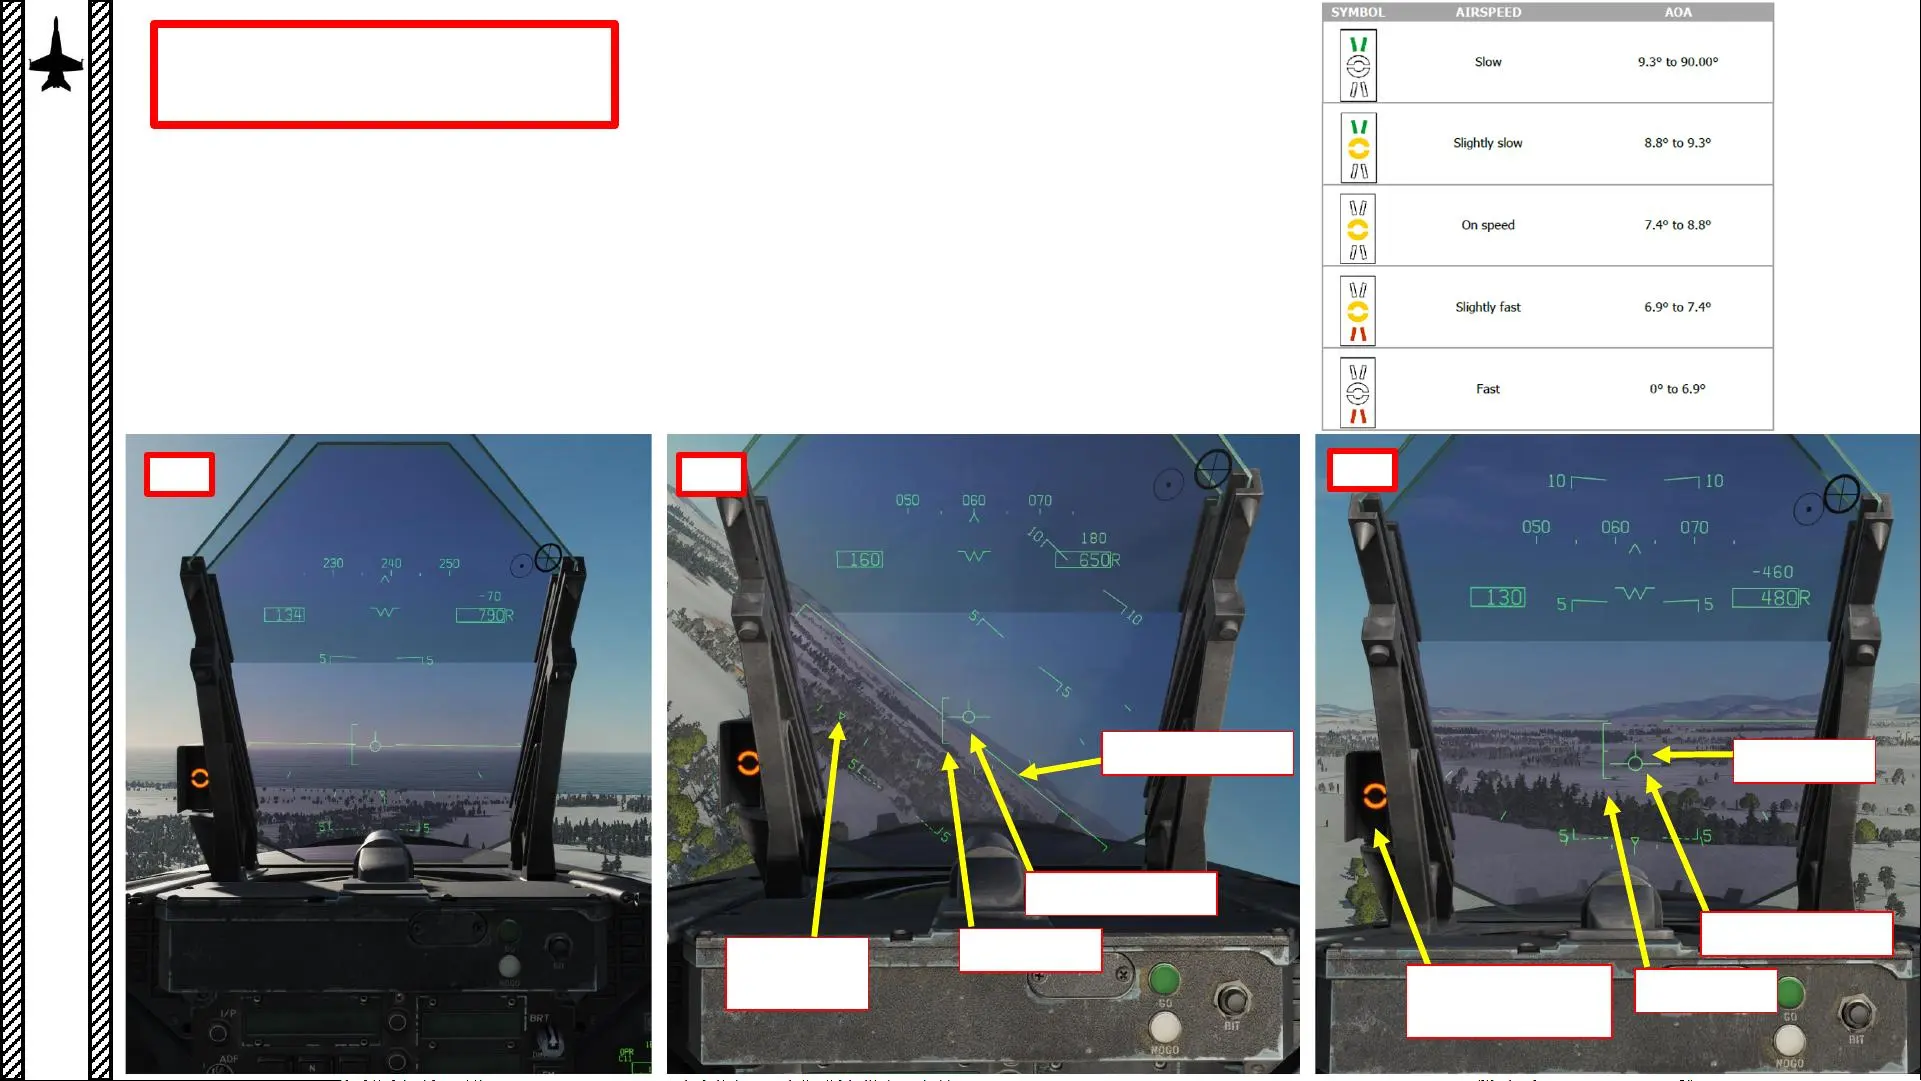 SYMBOL AIRSPEED AOA
Slow 9.3° to 90.00°
Slightly slow 8.8° to 9.3°
On speed 7.4° to 8.8°
Slightly fast 6.9° to 7.4°
Fast 0° to 6.9°
230 240 250
-70
134 790R
5 5
5 5
I/P
BRT
ADF
N
050 060 070
10 180
160 650R
10
5
5
5
5
GO
BIT
NOGO
10 10
050 060 070
-460
130 5 5 480R
5 5
GO
BIT
NOGO